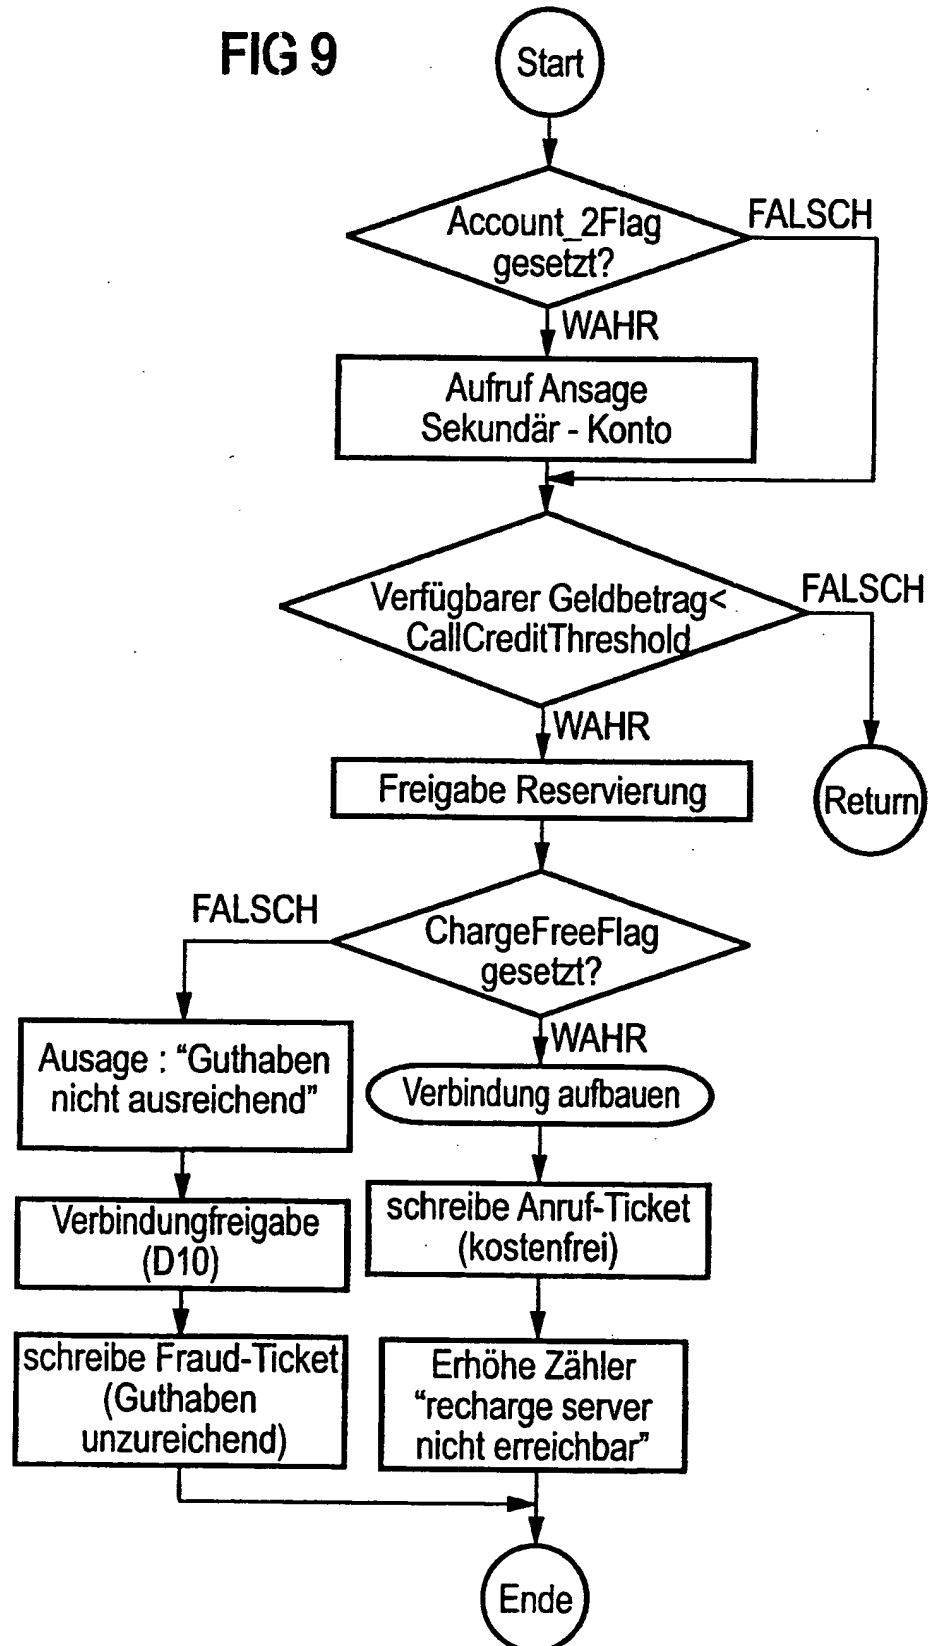 FIG 9
Start
Account_2Flag
gesetzt?
FALSCH
WAHR
Aufruf Ansage
Sekundär - Konto
Verfügbarer Geldbetrag<
CallCreditThreshold
FALSCH
WAHR
Freigabe Reservierung
Return
ChargeFreeFlag
gesetzt?
FALSCH
WAHR
Ausage : “Guthaben
nicht ausreichend”
Verbindung aufbauen
Verbindungfreigabe
(D10)
schreibe Anruf-Ticket
(kostenfrei)
schreibe Fraud-Ticket
(Guthaben
unzureichend)
Erhöhe Zähler
“recharge server
nicht erreichbar”
Ende